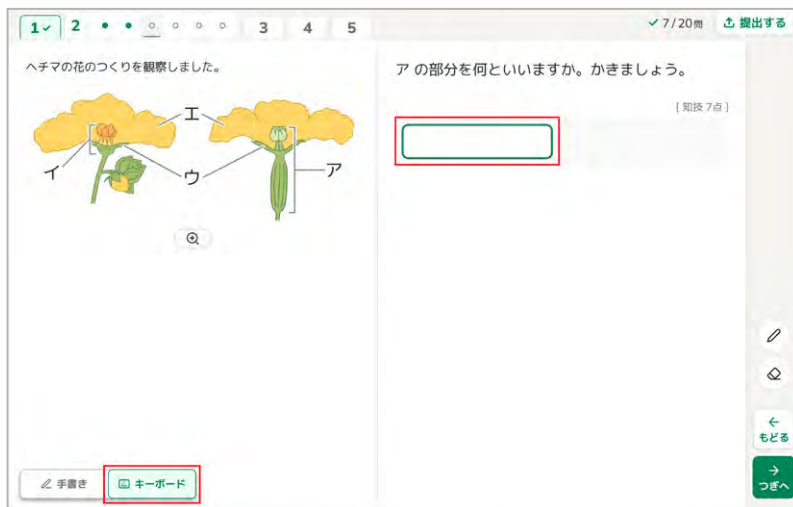 1 2 3 4 5
7/20問 提出する
ヘチマの花のつくりを観察しました。
エ
イ
ウ
ア
ア の部分を何といいますか。かきましょう。
[ 知技 7点 ]
手書き キーボード
もどる
つぎへ